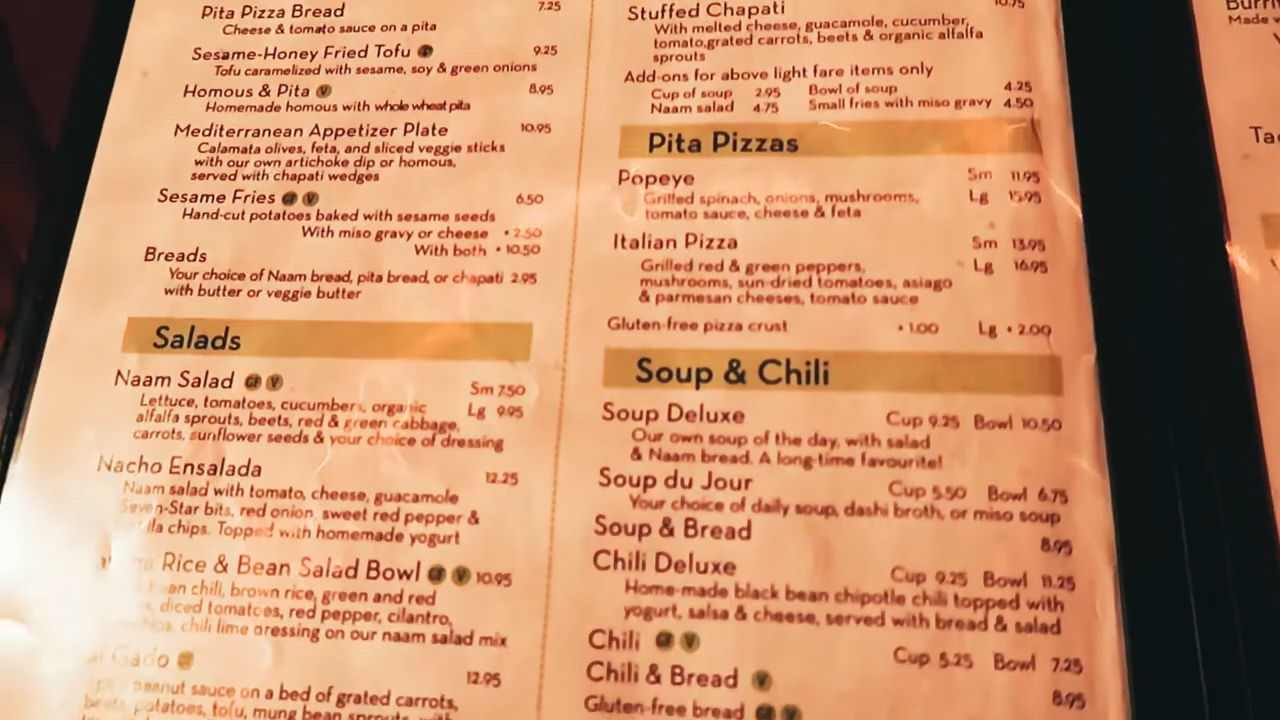 Pita Pizza Bread 7.25
Cheese & tomato sauce on a pita
Sesame-Honey Fried Tofu 9.25
Tofu caramelized with sesame, soy & green onions
Homous & Pita V 8.95
Homemade homous with whole wheat pita
Mediterranean Appetizer Plate 10.95
Calamata olives, feta, and sliced veggie sticks
with our own artichoke dip or homous,
served with chapati wedges
Sesame Fries GF V 6.50
Hand-cut potatoes baked with sesame seeds
With miso gravy or cheese • 2.50
With both • 10.50
Breads
Your choice of Naam bread, pita bread, or chapati 2.95
with butter or veggie butter
Salads
Naam Salad GF V Sm 7.50
Lettuce, tomatoes, cucumbers, organic Lg 9.95
alfalfa sprouts, beets, red & green cabbage,
carrots, sunflower seeds & your choice of dressing
Nacho Ensalada 12.25
Naam salad with tomato, cheese, guacamole
Seven-Star bits, red onion, sweet red pepper &
chips. Topped with homemade yogurt
Rice & Bean Salad Bowl GF V 10.95
chili, brown rice, green and red
diced tomatoes, red pepper, cilantro,
chili lime dressing on our naam salad mix
Gado GF 12.95
peanut sauce on a bed of grated carrots,
potatoes, tofu, mung bean sprouts, with
Stuffed Chapati 10.75
With melted cheese, guacamole, cucumber,
tomato,grated carrots, beets & organic alfalfa
sprouts
Add-ons for above light fare items only
Cup of soup 2.95 Bowl of soup 4.25
Naam salad 4.75 Small fries with miso gravy 4.50
Pita Pizzas
Popeye Sm 11.95
Grilled spinach, onions, mushrooms, Lg 15.95
tomato sauce, cheese & feta
Italian Pizza Sm 13.95
Grilled red & green peppers, Lg 16.95
mushrooms, sun-dried tomatoes, asiago
& parmesan cheeses, tomato sauce
Gluten-free pizza crust • 1.00 Lg • 2.00
Soup & Chili
Soup Deluxe Cup 9.25 Bowl 10.50
Our own soup of the day, with salad
& Naam bread. A long-time favourite!
Soup du Jour Cup 5.50 Bowl 6.75
Your choice of daily soup, dashi broth, or miso soup
Soup & Bread 8.95
Chili Deluxe Cup 9.25 Bowl 11.25
Home-made black bean chipotle chili topped with
yogurt, salsa & cheese, served with bread & salad
Chili GF V Cup 5.25 Bowl 7.25
Chili & Bread V 8.95
Gluten-free bread GF V
Made